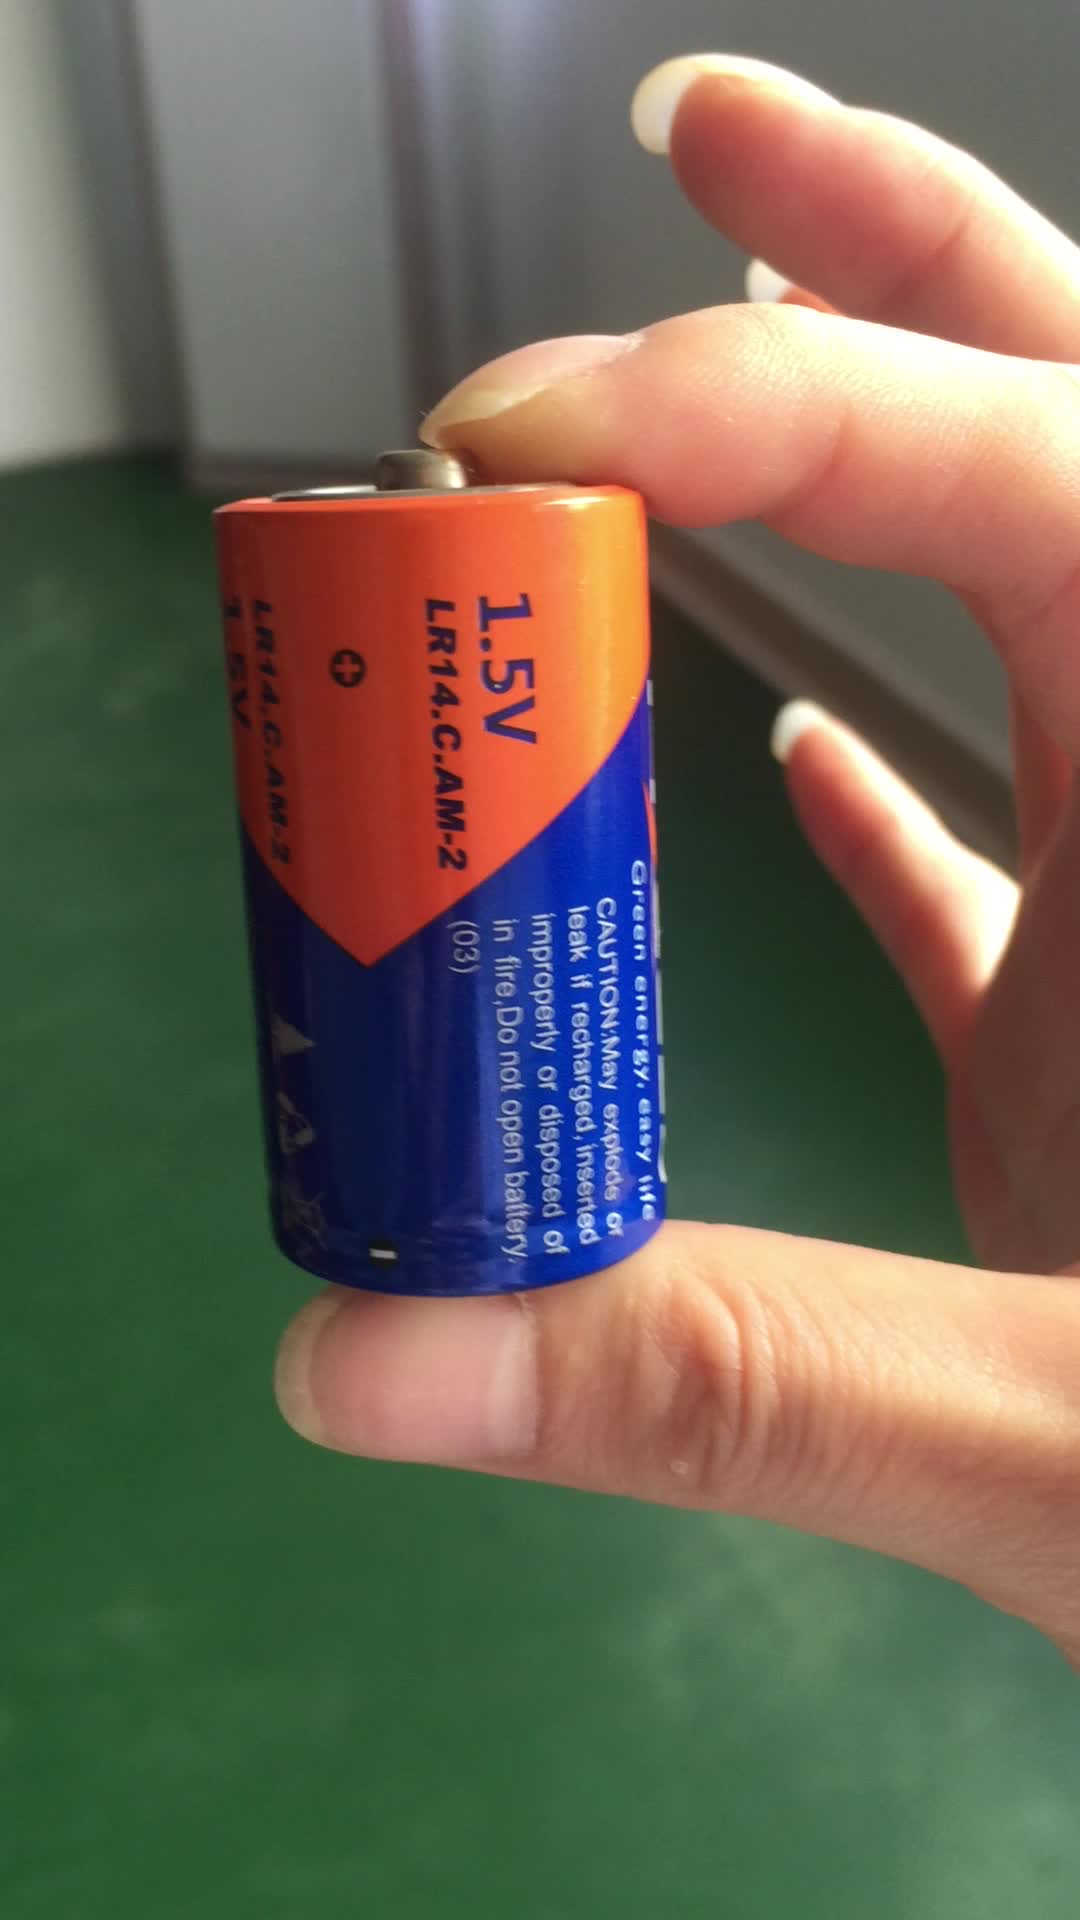 1.5V
LR14.C.AM-2
LR14.C.AM-2
1.5V
Green energy, easy life
CAUTION:May explode or
leak if recharged,inserted
improperly or disposed of
in fire,Do not open battery,
(03)